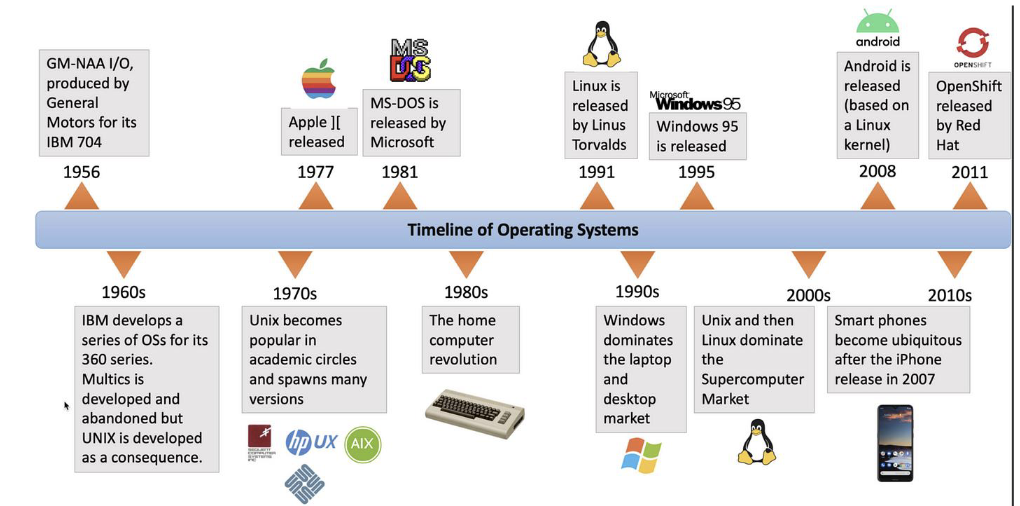 GM-NAA I/O,
produced by
General
Motors for its
IBM 704
1956
Apple ][
released
1977
MS
DOS
MS-DOS is
released by
Microsoft
1981
Linux is
released
by Linus
Torvalds
1991
Microsoft
Windows 95
Windows 95
is released
1995
android
Android is
released
(based on
a Linux
kernel)
2008
OPENSHIFT
OpenShift
released
by Red
Hat
2011
Timeline of Operating Systems
1960s
IBM develops a
series of OSs for its
360 series.
Multics is
developed and
abandoned but
UNIX is developed
as a consequence.
1970s
Unix becomes
popular in
academic circles
and spawns many
versions
SEQUENT
COMPUTER
SYSTEMS
INC
hp UX
AIX
1980s
The home
computer
revolution
1990s
Windows
dominates
the laptop
and
desktop
market
2000s
Unix and then
Linux dominate
the
Supercomputer
Market
2010s
Smart phones
become ubiquitous
after the iPhone
release in 2007